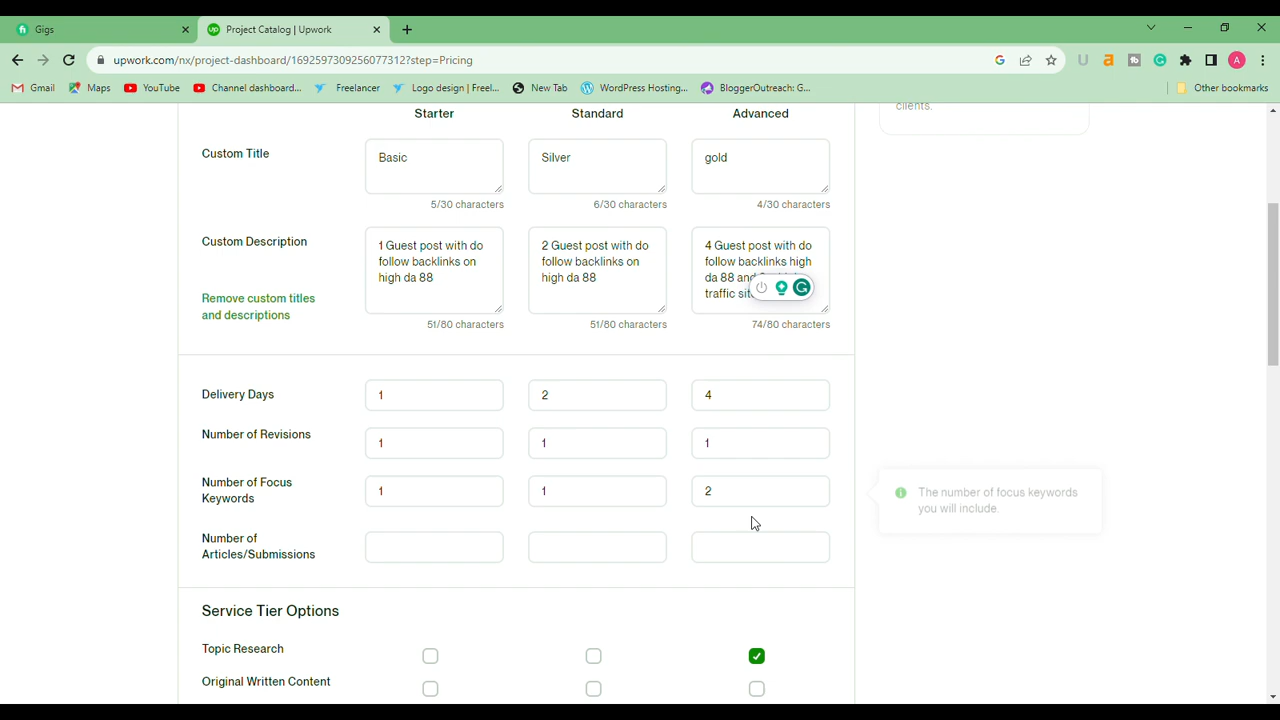 Gigs
Project Catalog | Upwork
upwork.com/nx/project-dashboard/1692597309256077312?step=Pricing
Gmail Maps YouTube Channel dashboard... Freelancer Logo design | Freel... New Tab WordPress Hosting... BloggerOutreach: G... Other bookmarks
Starter Standard Advanced
clients.
Custom Title
Basic
Silver
gold
5/30 characters
6/30 characters
4/30 characters
Custom Description
1 Guest post with do
follow backlinks on
high da 88
2 Guest post with do
follow backlinks on
high da 88
4 Guest post with do
follow backlinks high
da 88 and
traffic
Remove custom titles
and descriptions
51/80 characters
51/80 characters
74/80 characters
Delivery Days 1 2 4
Number of Revisions 1 1 1
Number of Focus
Keywords
1 1 2
The number of focus keywords
you will include.
Number of
Articles/Submissions
Service Tier Options
Topic Research
Original Written Content